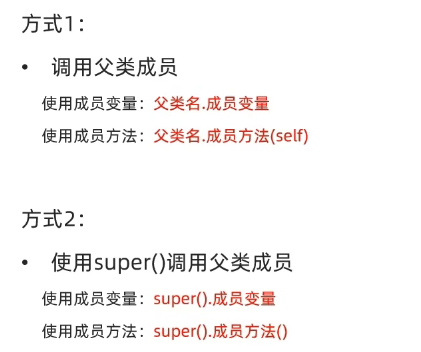 方式1：
• 调用父类成员
使用成员变量：父类名.成员变量
使用成员方法：父类名.成员方法(self)
方式2：
• 使用super()调用父类成员
使用成员变量：super().成员变量
使用成员方法：super().成员方法()